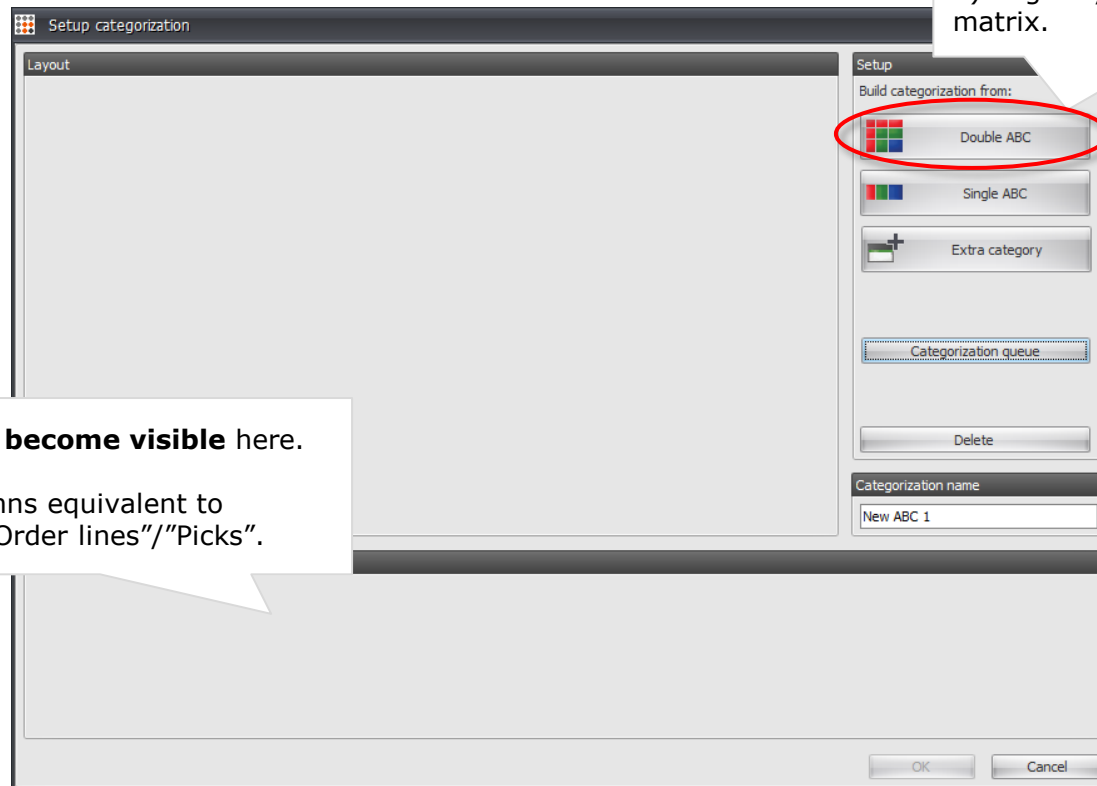 matrix.
Setup categorization
Layout
Setup
Build categorization from:
Double ABC
Single ABC
Extra category
Categorization queue
Delete
Categorization name
New ABC 1
become visible here.
equivalent to
Order lines”/”Picks”.
OK
Cancel